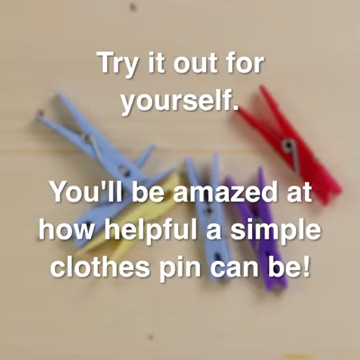 Try it out for
yourself.
You'll be amazed at
how helpful a simple
clothes pin can be!